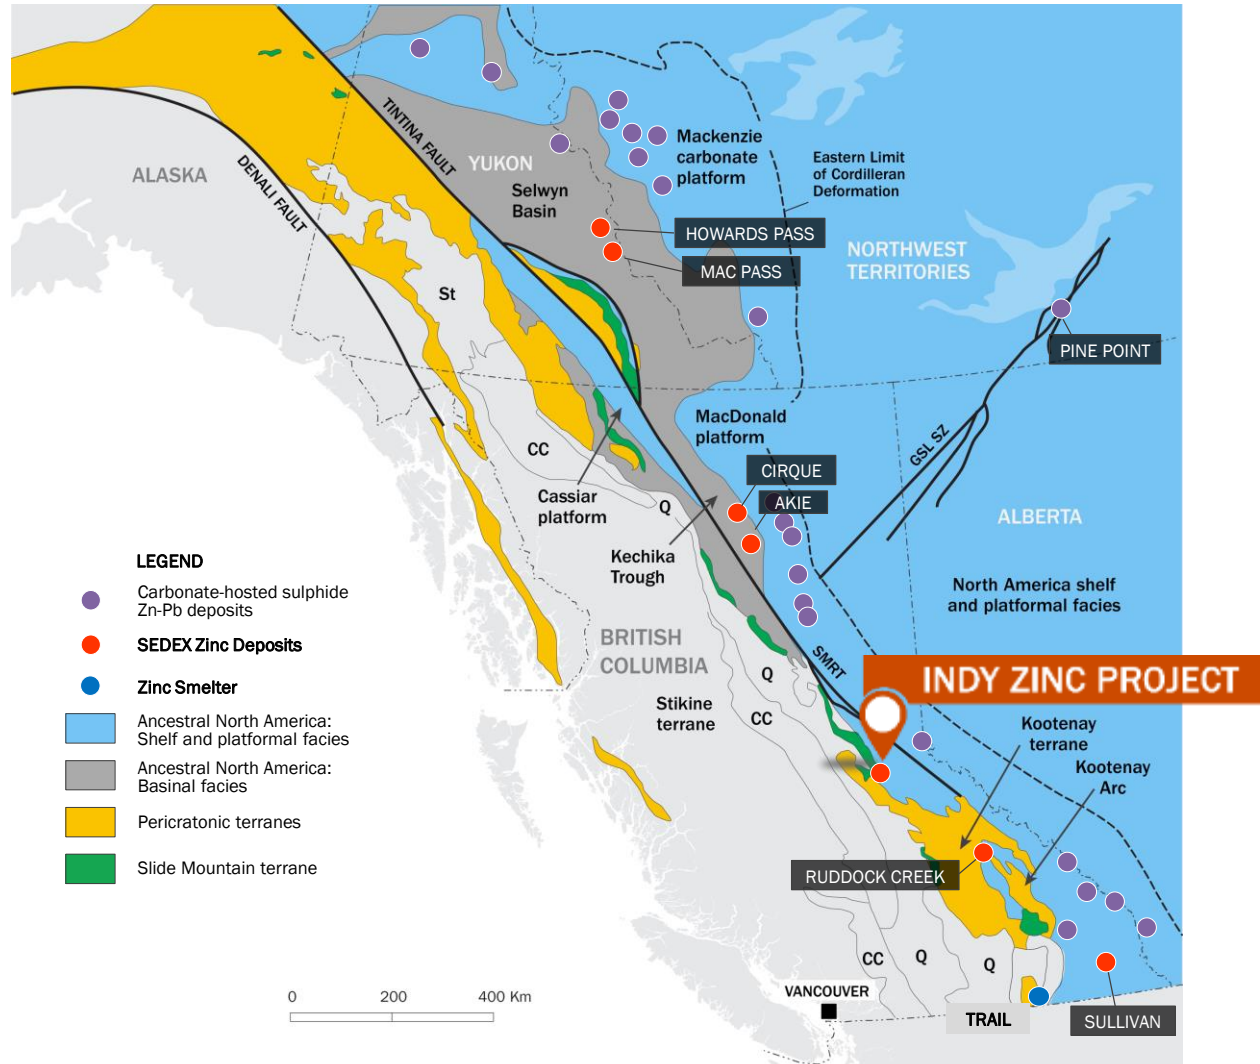 ALASKA
DENALI FAULT
TINTINA FAULT
YUKON
Selwyn
Basin
Mackenzie
carbonate
platform
Eastern Limit
of Cordilleran
Deformation
HOWARDS PASS
MAC PASS
NORTHWEST
TERRITORIES
PINE POINT
St
MacDonald
platform
GSL SZ
CC
CIRQUE
AKIE
Cassiar
platform
Q
ALBERTA
Kechika
Trough
North America shelf
and platformal facies
BRITISH
COLUMBIA
SMRT
Q
Stikine
terrane
CC
INDY ZINC PROJECT
Kootenay
terrane
Kootenay
Arc
RUDDOCK CREEK
CC
Q
Q
VANCOUVER
TRAIL
SULLIVAN
LEGEND
Carbonate-hosted sulphide
Zn-Pb deposits
SEDEX Zinc Deposits
Zinc Smelter
Ancestral North America:
Shelf and platformal facies
Ancestral North America:
Basinal facies
Pericratonic terranes
Slide Mountain terrane
0 200 400 Km